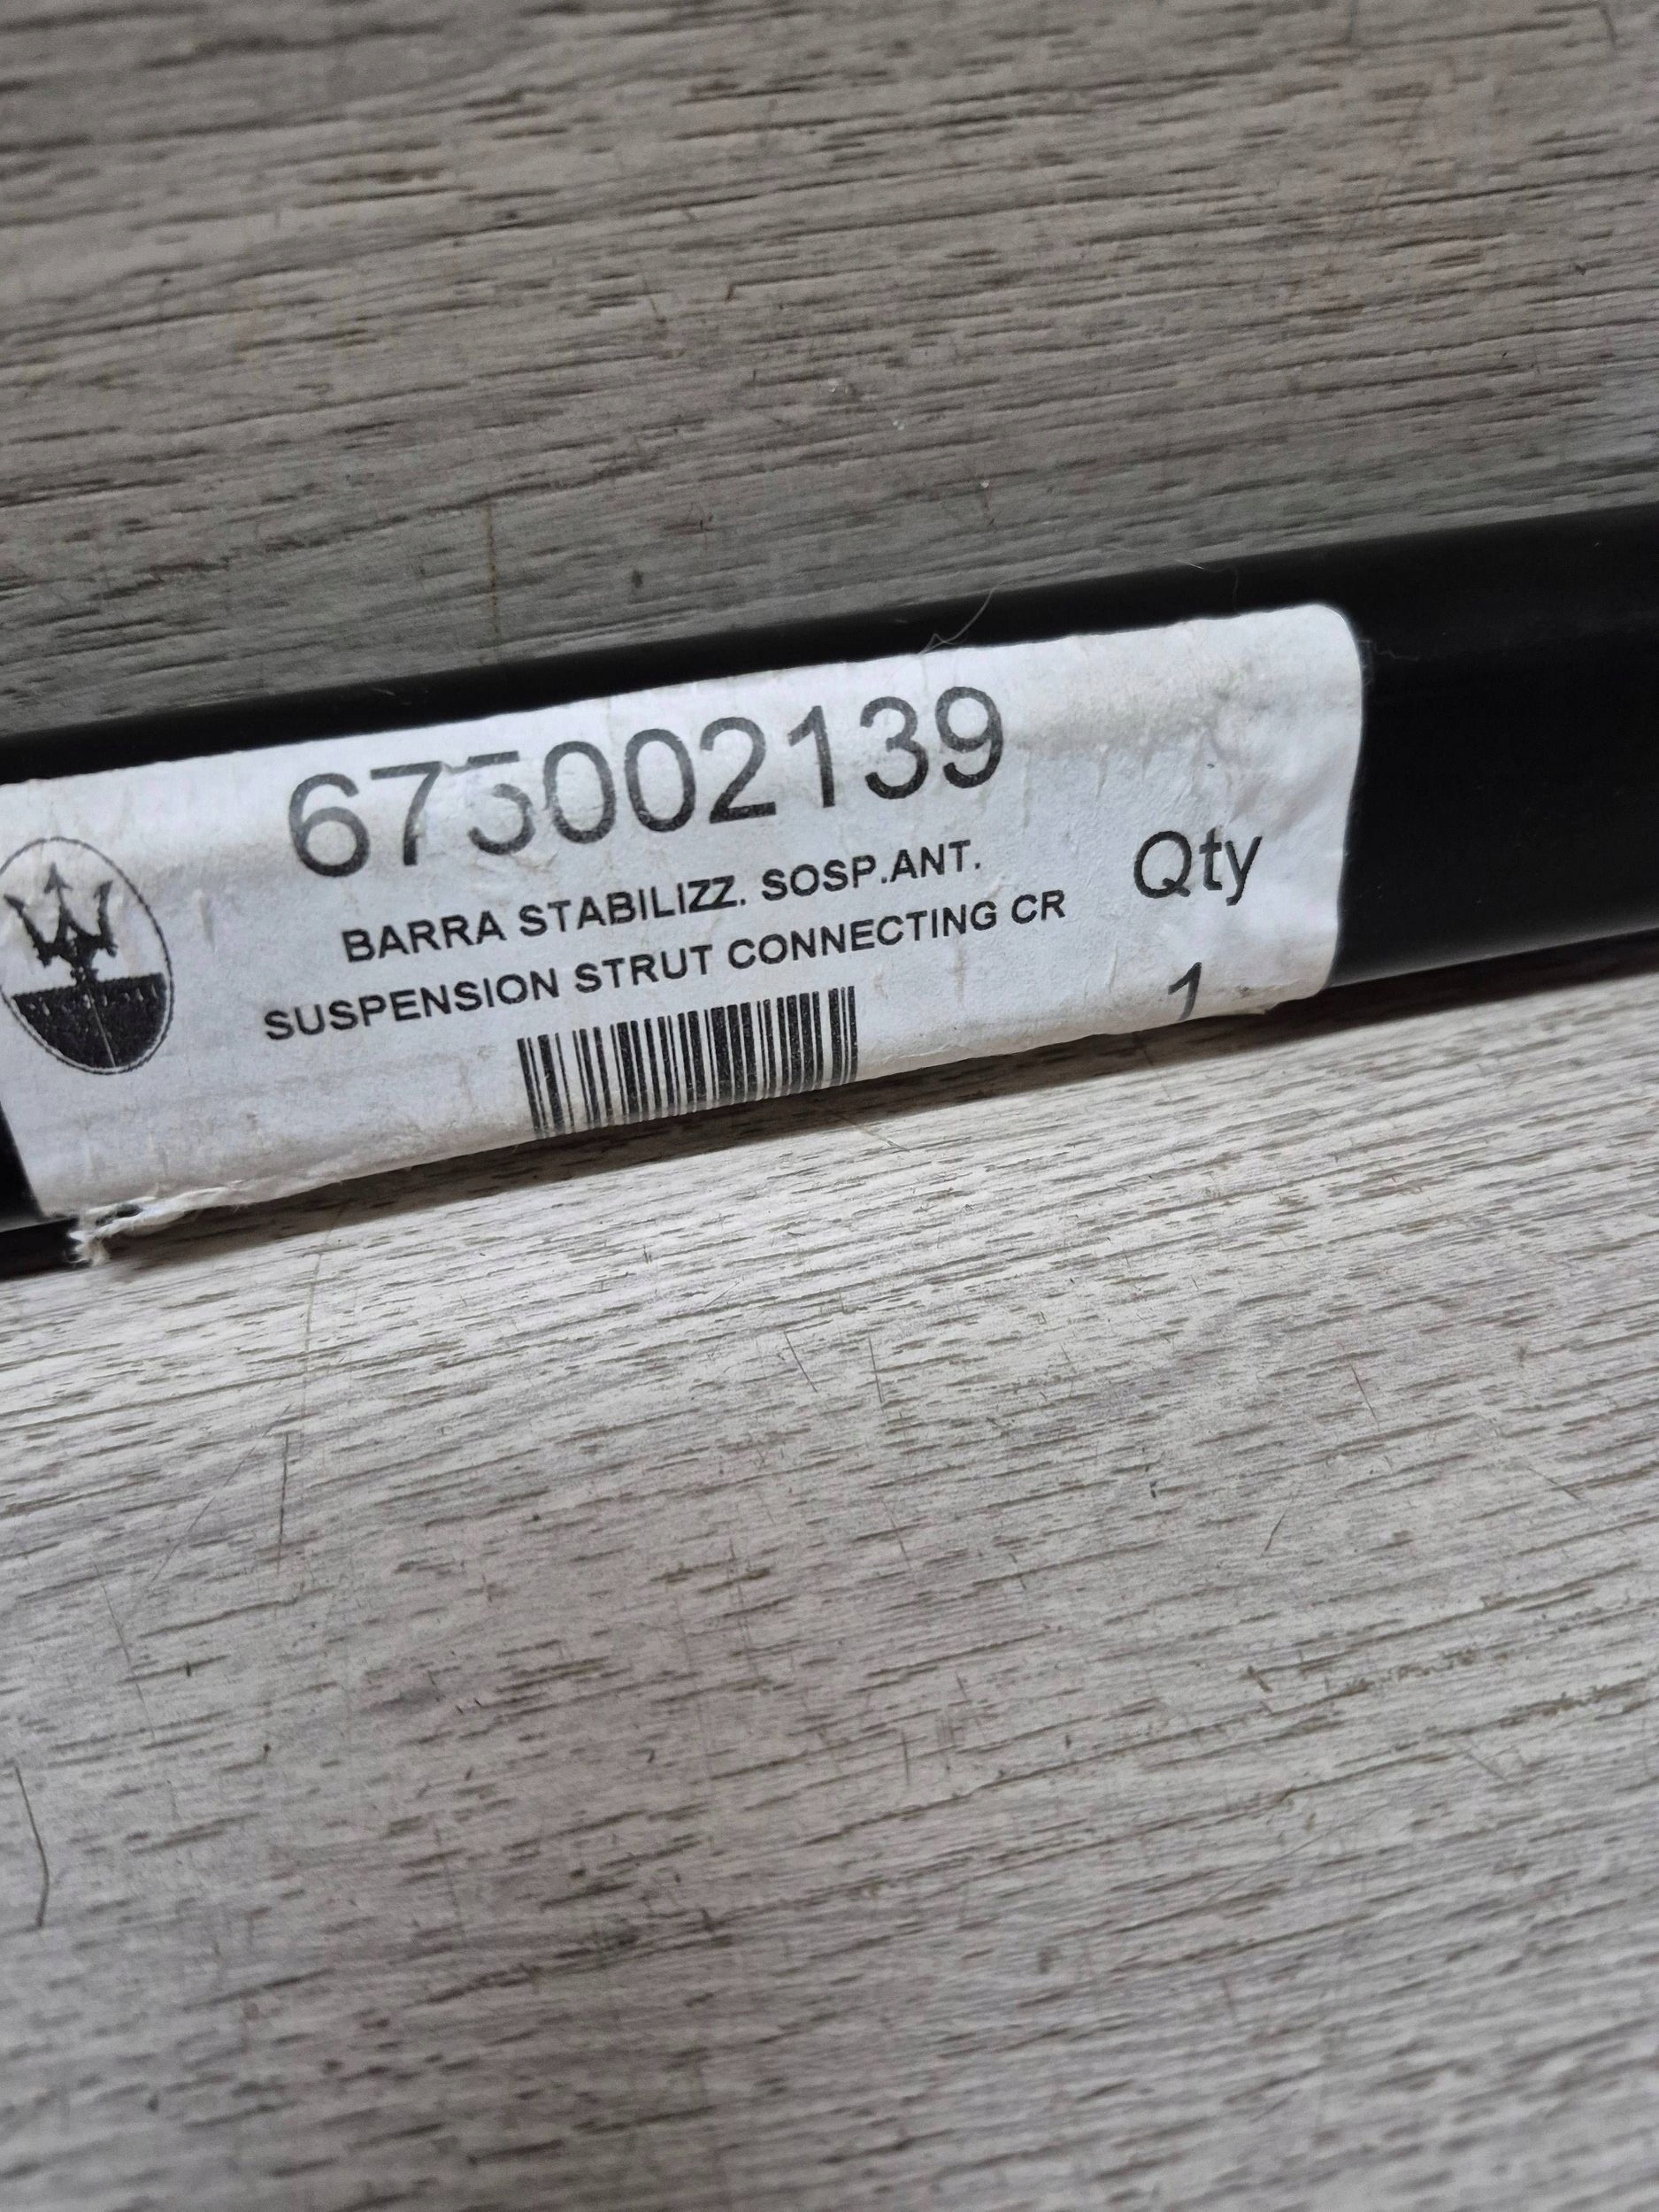 675002139
BARRA STABILIZZ. SOSP.ANT.
SUSPENSION STRUT CONNECTING CR
Qty
1